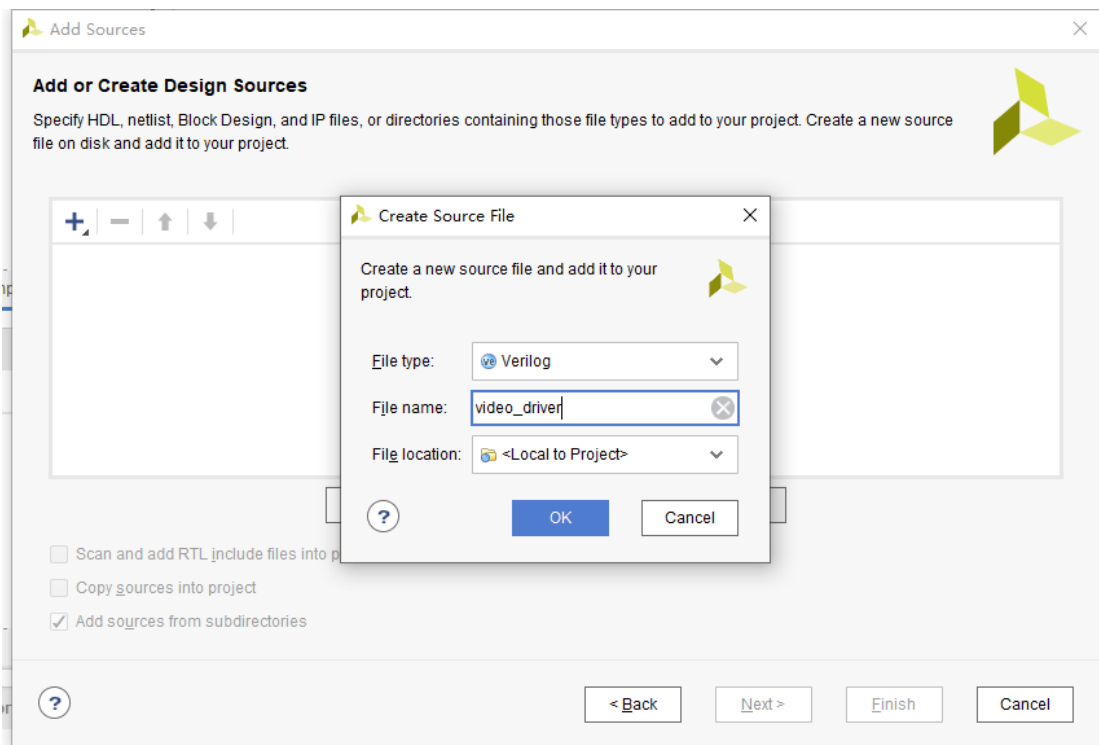 Add Sources
Add or Create Design Sources
Specify HDL, netlist, Block Design, and IP files, or directories containing those file types to add to your project. Create a new source
file on disk and add it to your project.
Create Source File
Create a new source file and add it to your
project.
File type: Verilog
File name: video_driver
File location: <Local to Project>
? OK Cancel
Scan and add RTL include files into p
Copy sources into project
Add sources from subdirectories
? < Back Next > Finish Cancel